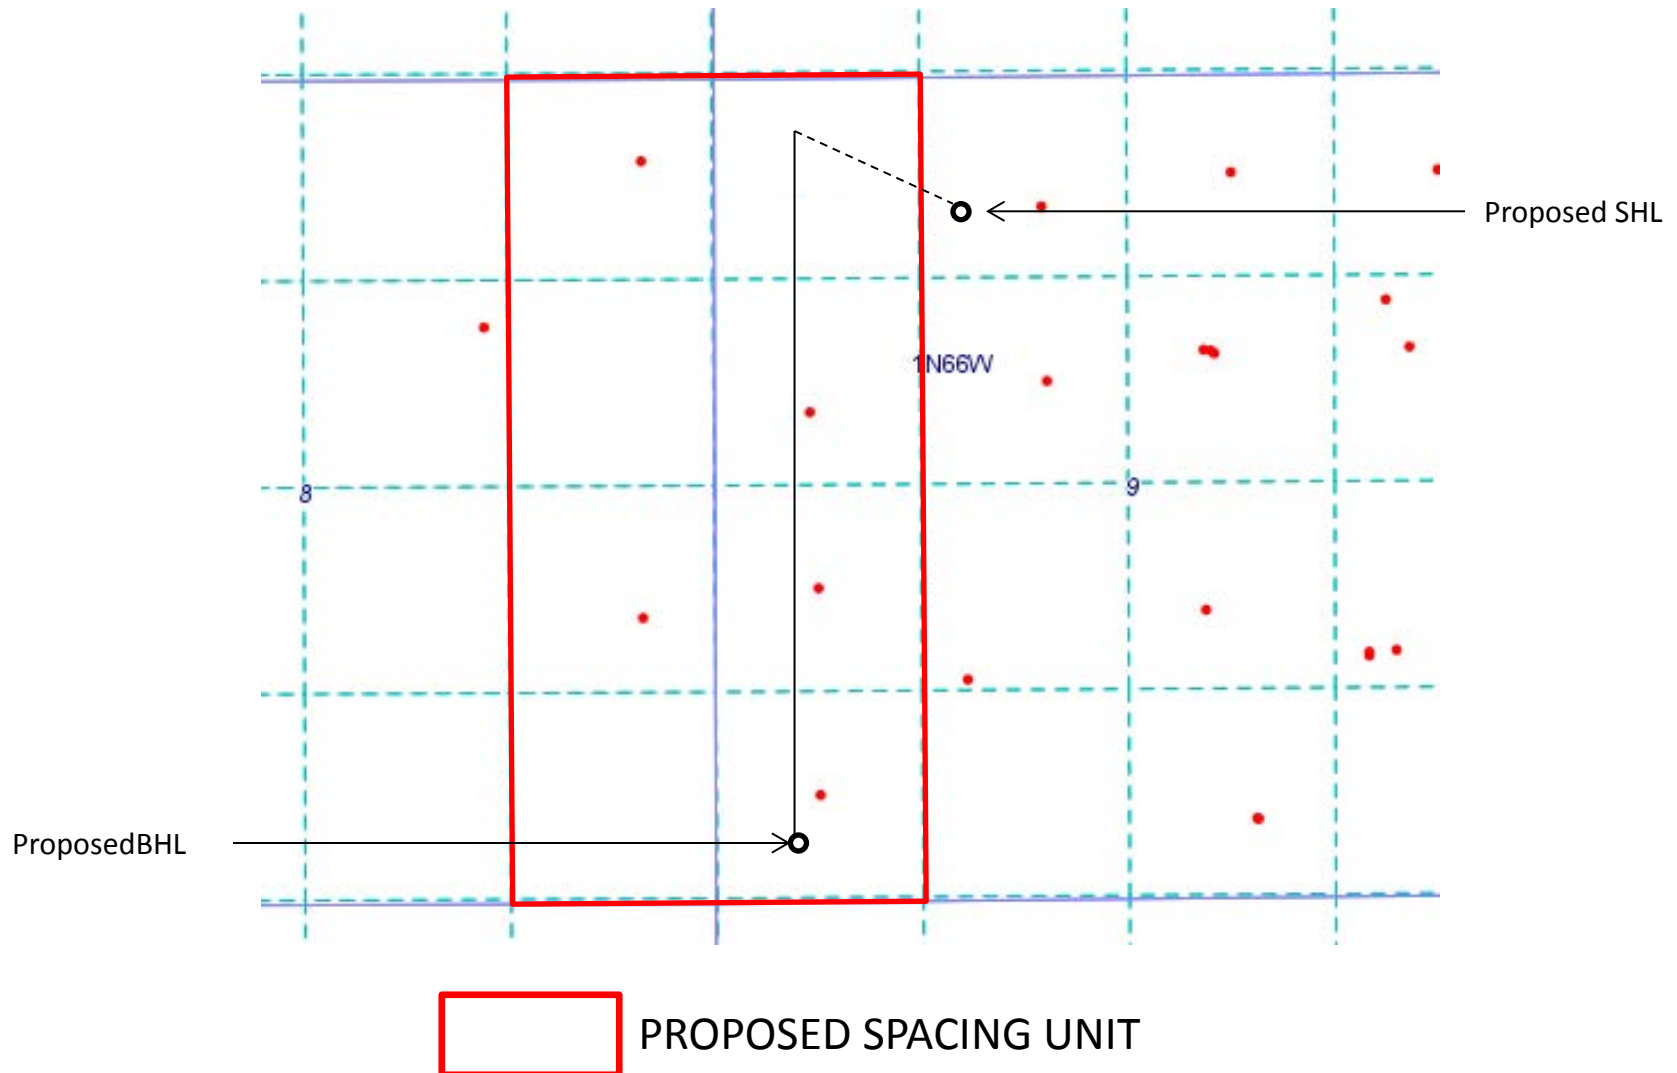 Proposed SHL
1N66W
8
9
ProposedBHL
PROPOSED SPACING UNIT